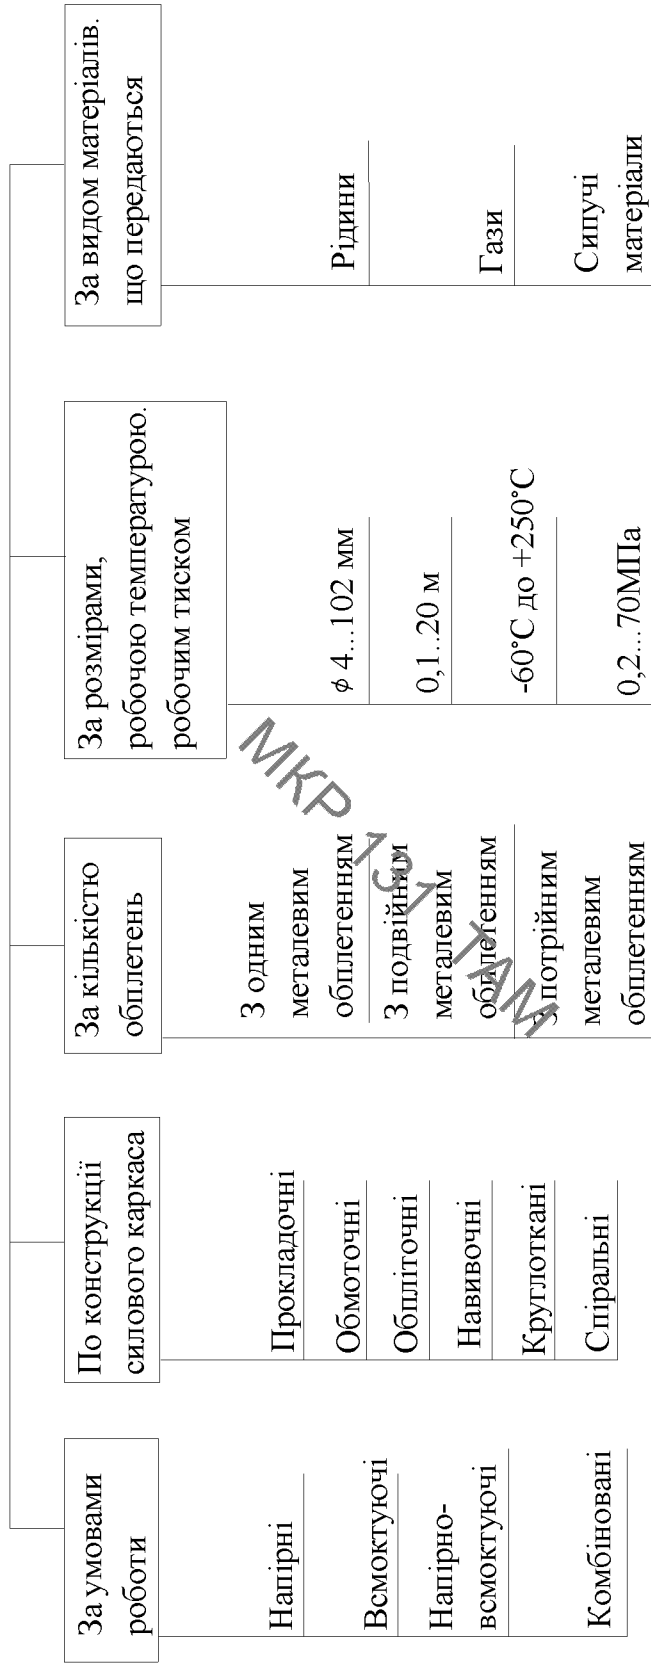 За умовами
роботи
Напірні
Всмоктуючі
Напірно-
всмоктуючі
Комбіновані
По конструкції
силового каркаса
Прокладочні
Обмоточні
Обпліточні
Навивочні
Круглоткані
Спіральні
За кількістю
обплетень
З одним
металевим
обплетенням
З подвійним
металевим
обплетенням
З потрійним
металевим
обплетенням
За розмірами,
робочою температурою.
робочим тиском
ϕ 4...102 мм
0,1..20 м
-60°С до +250°С
0,2...70МПа
За видом матеріалів.
що передаються
Рідини
Гази
Сипучі
матеріали
МКР 131 ТАМ